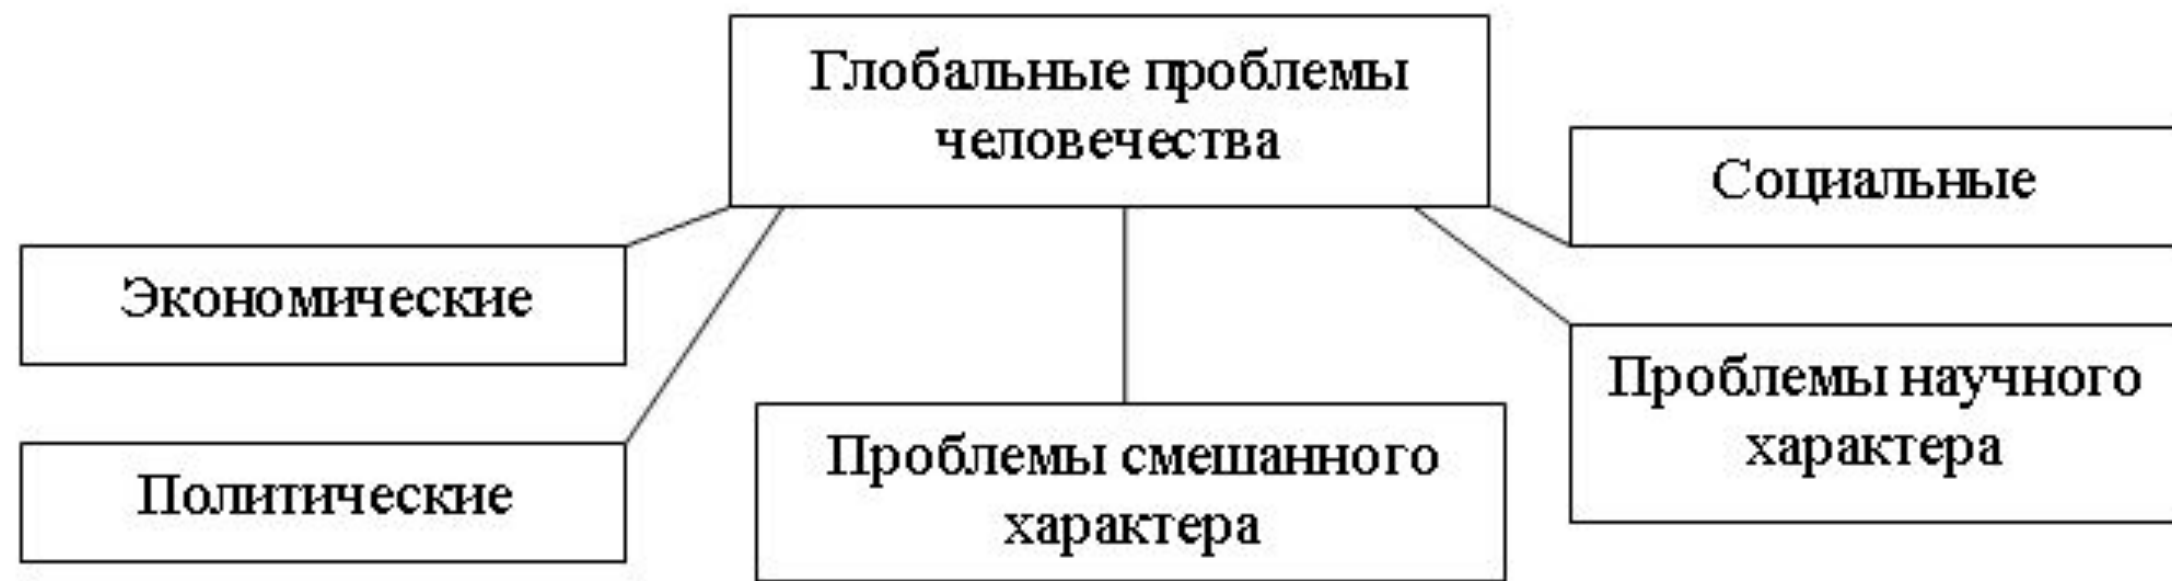 Глобальные проблемы
человечества
Социальные
Экономические
Проблемы научного
характера
Политические
Проблемы смешанного
характера